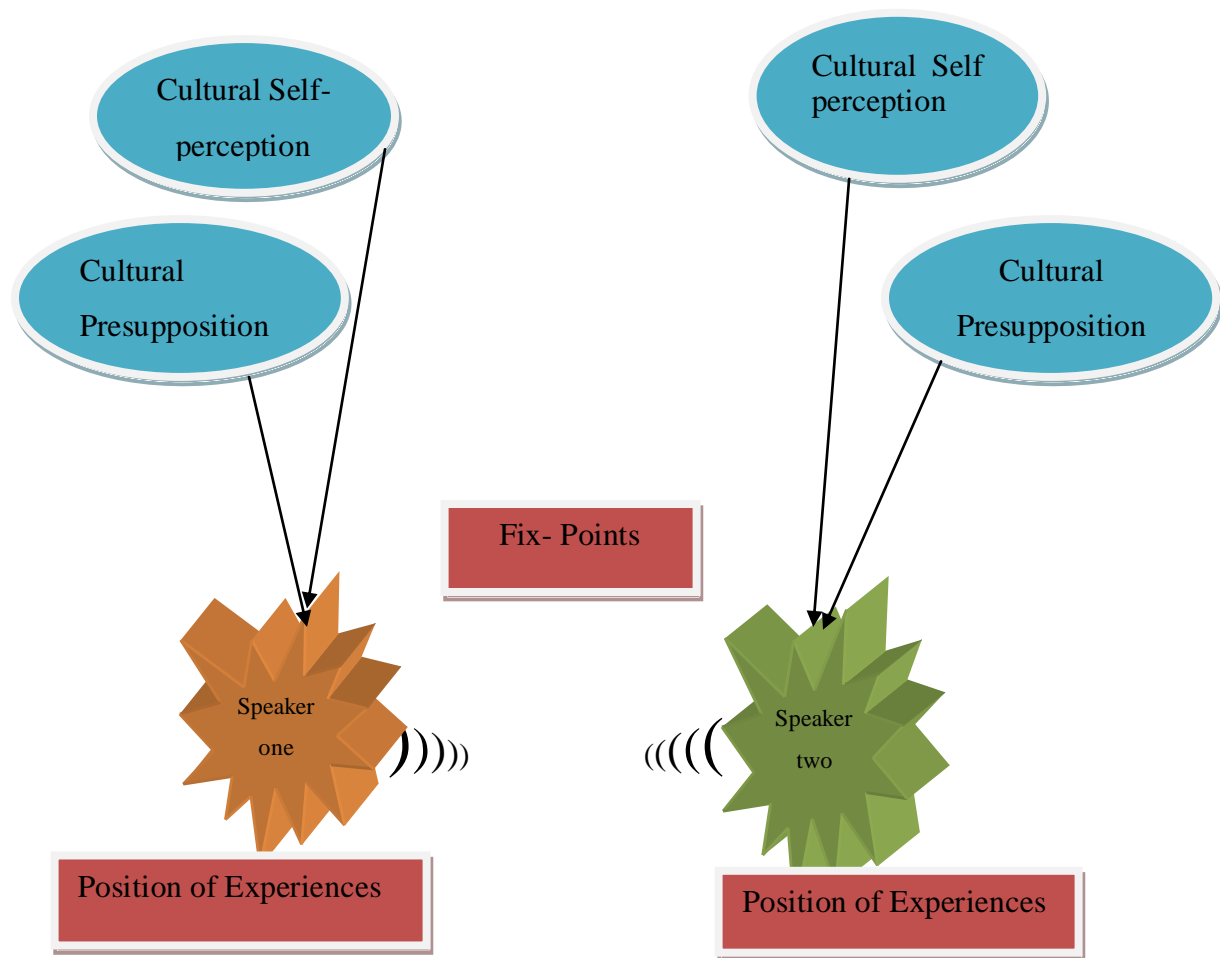 Cultural Self-
perception
Cultural Self
perception
Cultural
Presupposition
Cultural
Presupposition
Fix- Points
Speaker
one
)))))
(((((
Speaker
two
Position of Experiences
Position of Experiences